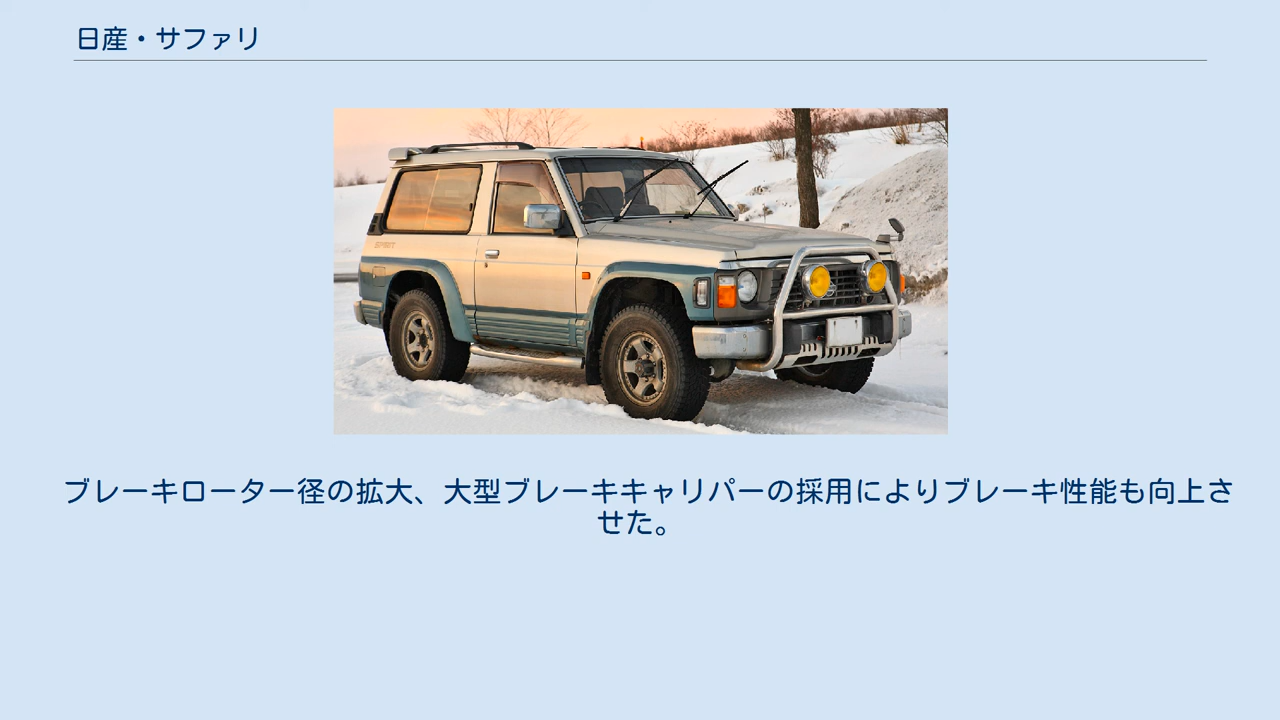 日産・サファリ
ブレーキローター径の拡大、大型ブレーキキャリパーの採用によりブレーキ性能も向上さ
せた。